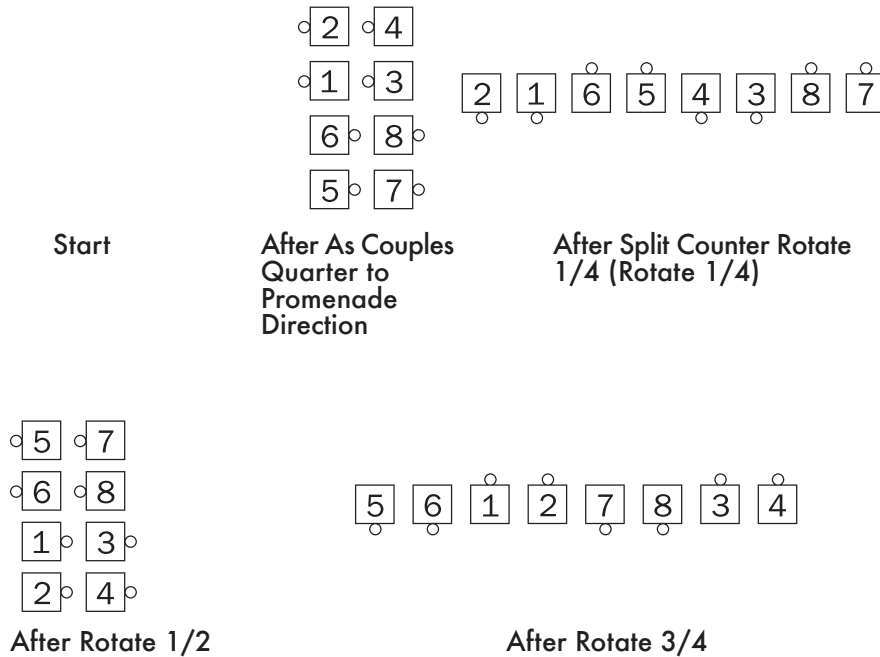 2 4
1 3
6 8
5 7
2 1 6 5 4 3 8 7
Start
After As Couples
Quarter to
Promenade
Direction
After Split Counter Rotate
1/4 (Rotate 1/4)
5 7
6 8
1 3
2 4
5 6 1 2 7 8 3 4
After Rotate 1/2
After Rotate 3/4